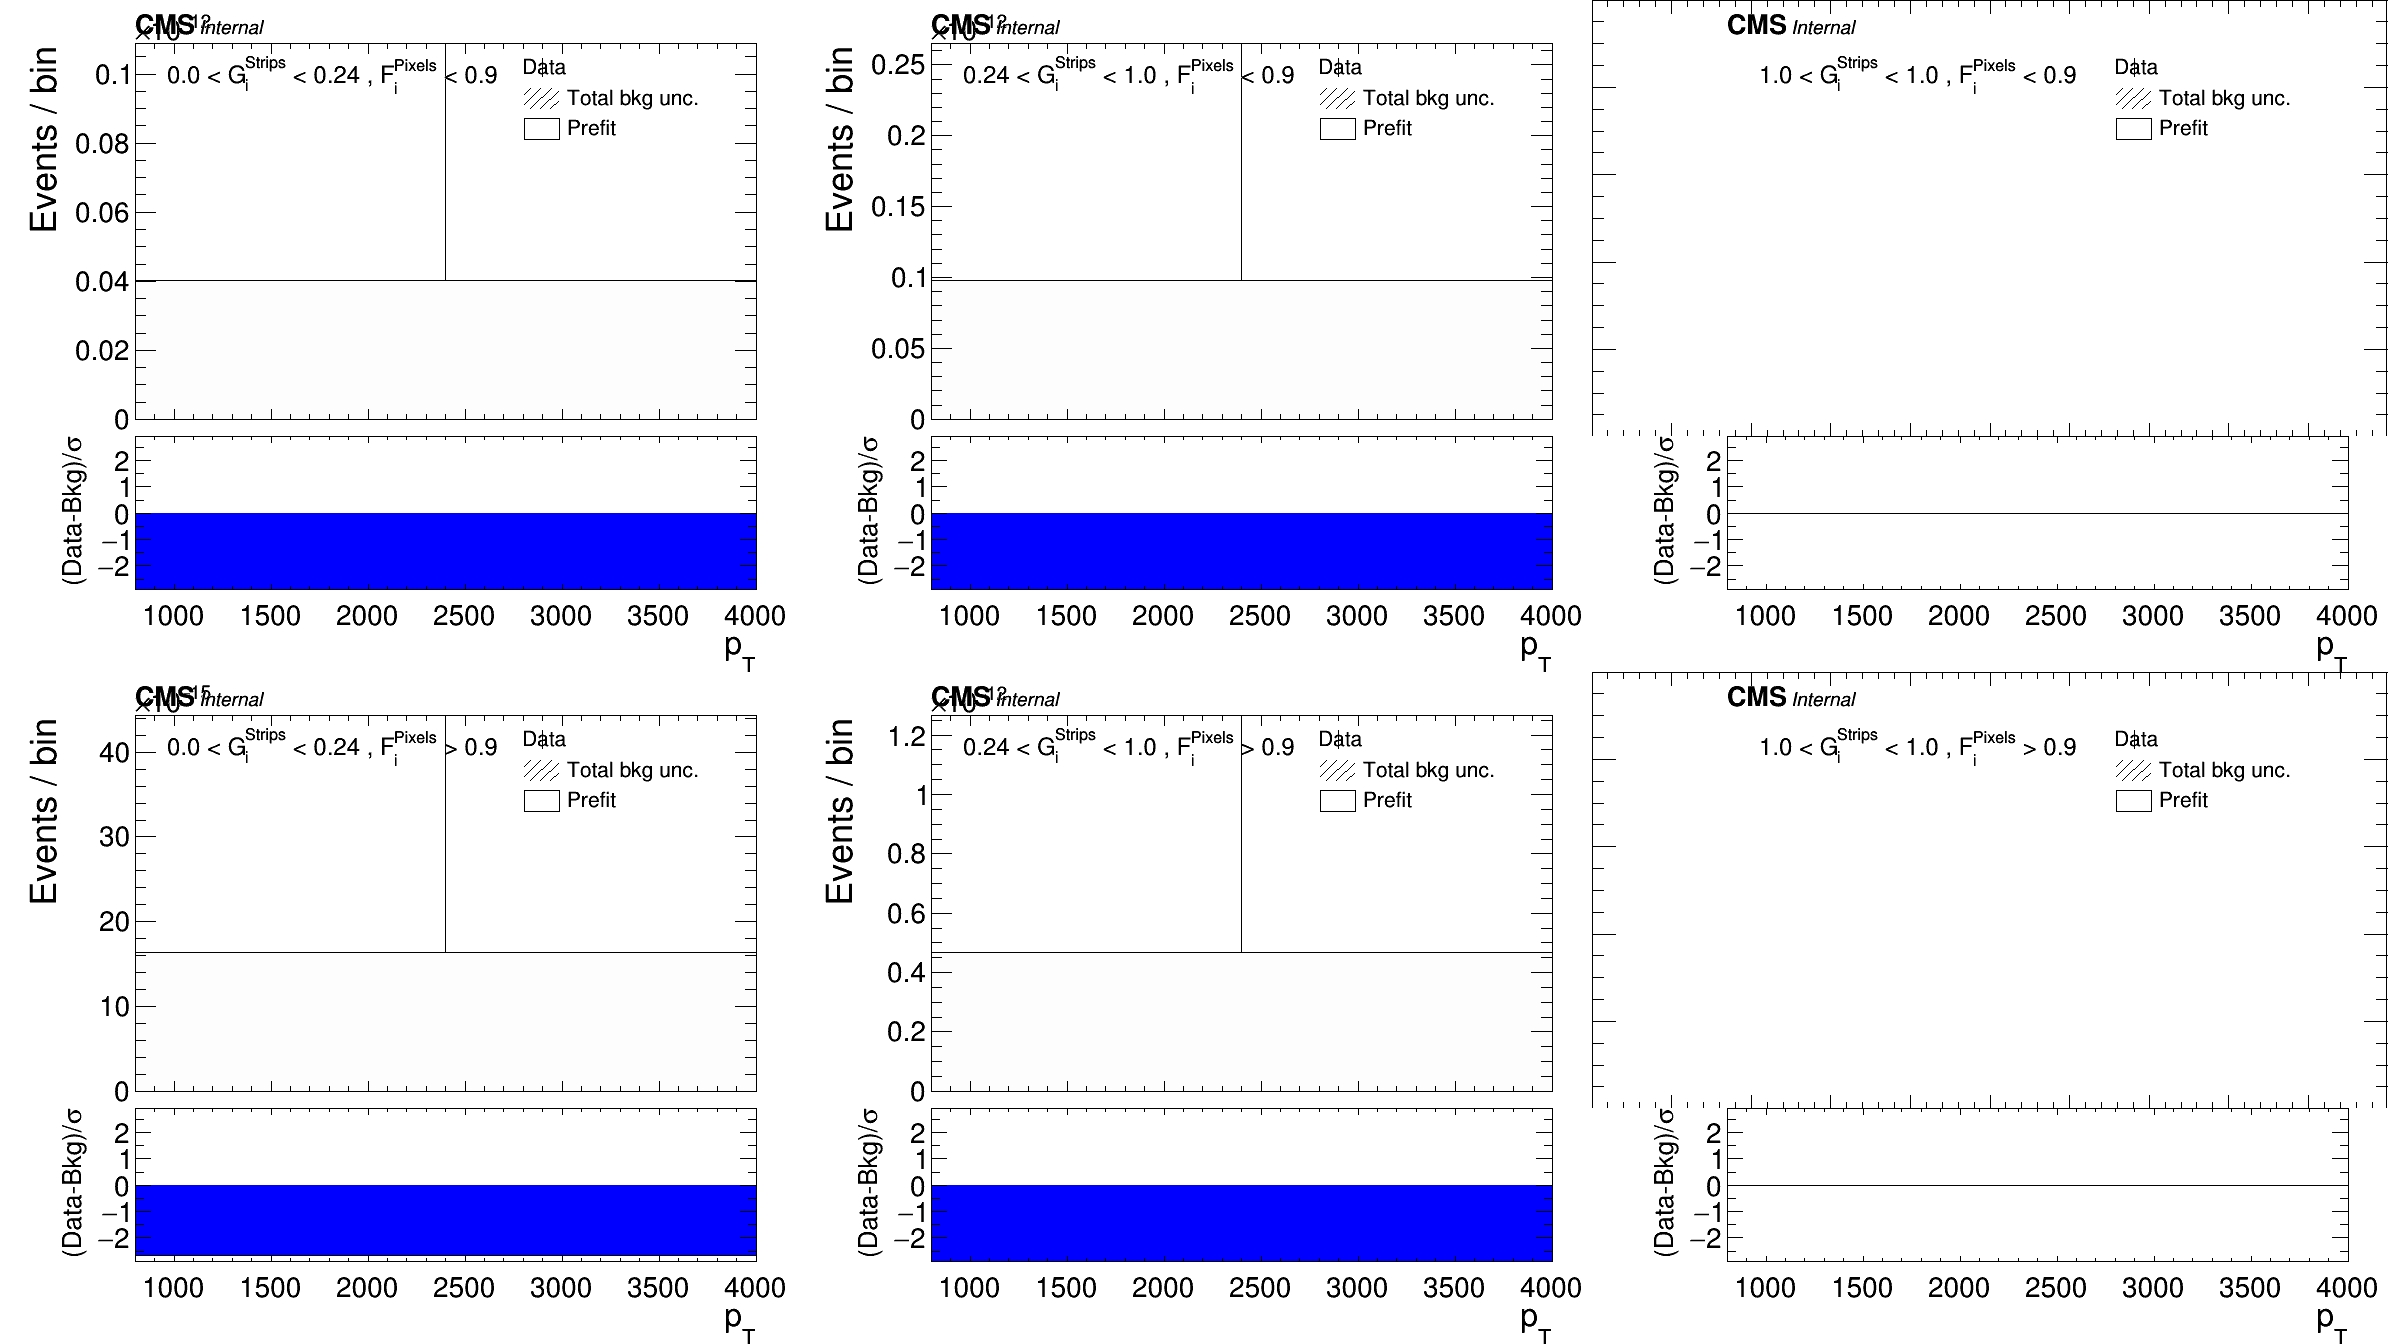 CMS Internal
Events / bin
0.0 < G_i^Strips < 0.24 , F_i^Pixels < 0.9
Data
Total bkg unc.
Prefit
0.1
0.08
0.06
0.04
0.02
0
(Data-Bkg)/σ
2
1
0
−1
−2
1000 1500 2000 2500 3000 3500 4000
p_T
CMS Internal
Events / bin
0.24 < G_i^Strips < 1.0 , F_i^Pixels < 0.9
Data
Total bkg unc.
Prefit
0.25
0.2
0.15
0.1
0.05
0
(Data-Bkg)/σ
2
1
0
−1
−2
1000 1500 2000 2500 3000 3500 4000
p_T
CMS Internal
1.0 < G_i^Strips < 1.0 , F_i^Pixels < 0.9
Data
Total bkg unc.
Prefit
(Data-Bkg)/σ
2
1
0
−1
−2
1000 1500 2000 2500 3000 3500 4000
p_T
CMS Internal
Events / bin
0.0 < G_i^Strips < 0.24 , F_i^Pixels > 0.9
Data
Total bkg unc.
Prefit
40
30
20
10
0
(Data-Bkg)/σ
2
1
0
−1
−2
1000 1500 2000 2500 3000 3500 4000
p_T
CMS Internal
Events / bin
0.24 < G_i^Strips < 1.0 , F_i^Pixels > 0.9
Data
Total bkg unc.
Prefit
1.2
1
0.8
0.6
0.4
0.2
0
(Data-Bkg)/σ
2
1
0
−1
−2
1000 1500 2000 2500 3000 3500 4000
p_T
CMS Internal
1.0 < G_i^Strips < 1.0 , F_i^Pixels > 0.9
Data
Total bkg unc.
Prefit
(Data-Bkg)/σ
2
1
0
−1
−2
1000 1500 2000 2500 3000 3500 4000
p_T